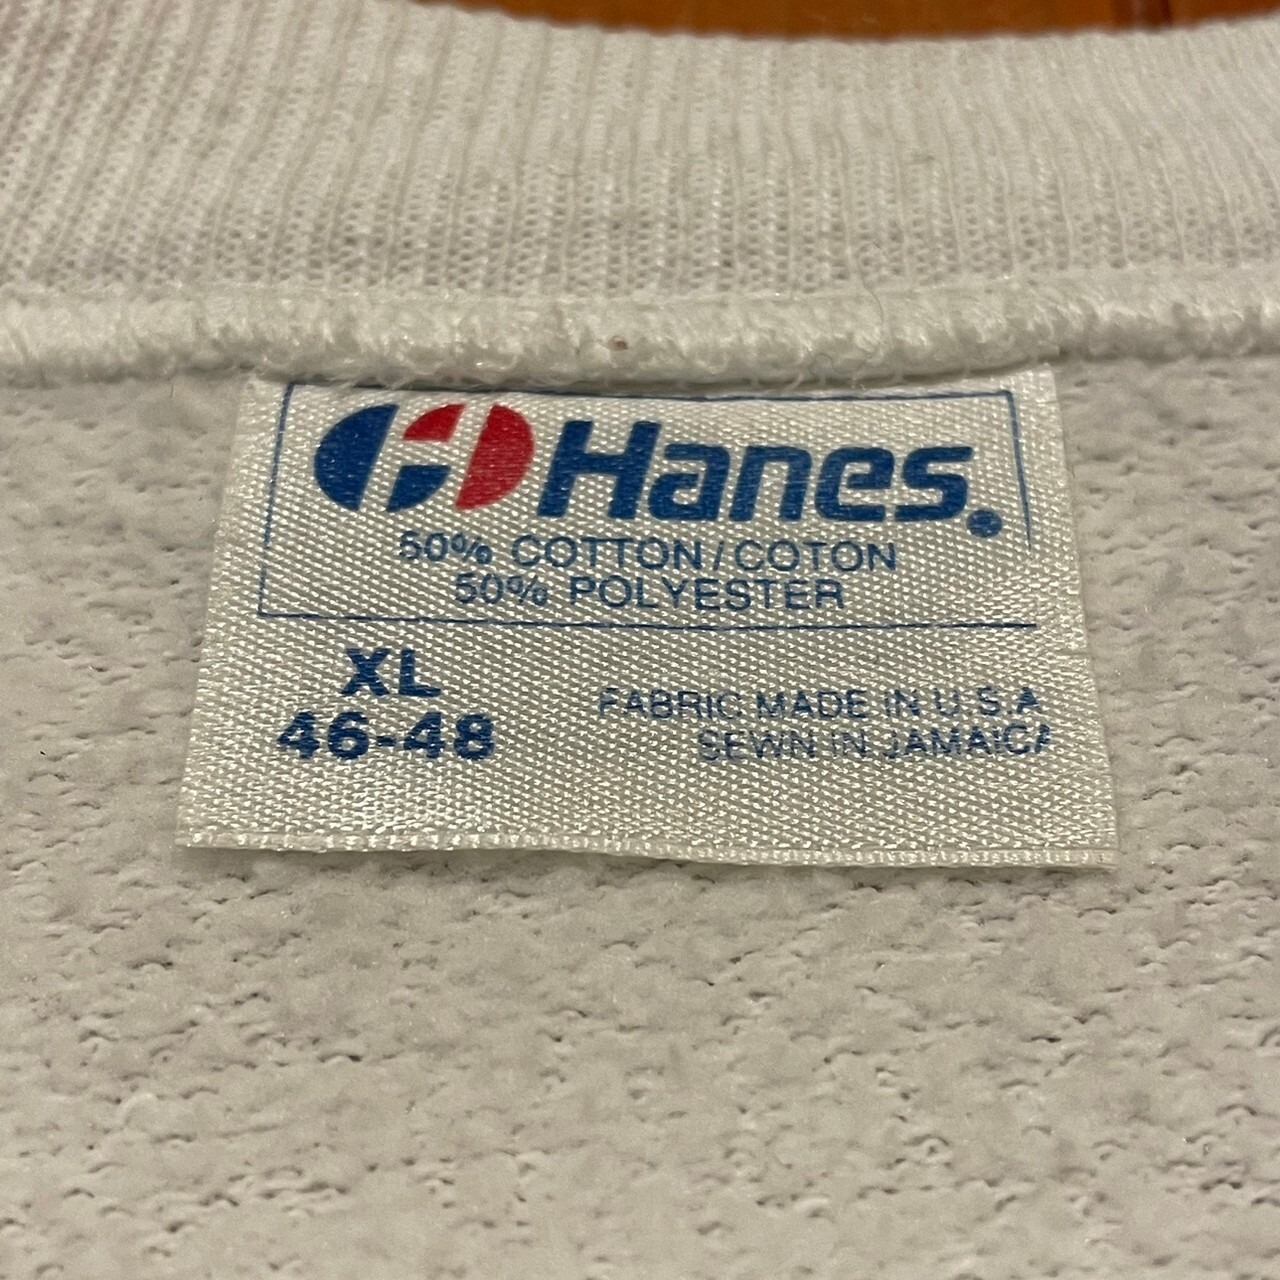 Hanes.
50% COTTON/COTON
50% POLYESTER
XL
46-48
FABRIC MADE IN U.S.A
SEWN IN JAMAICA